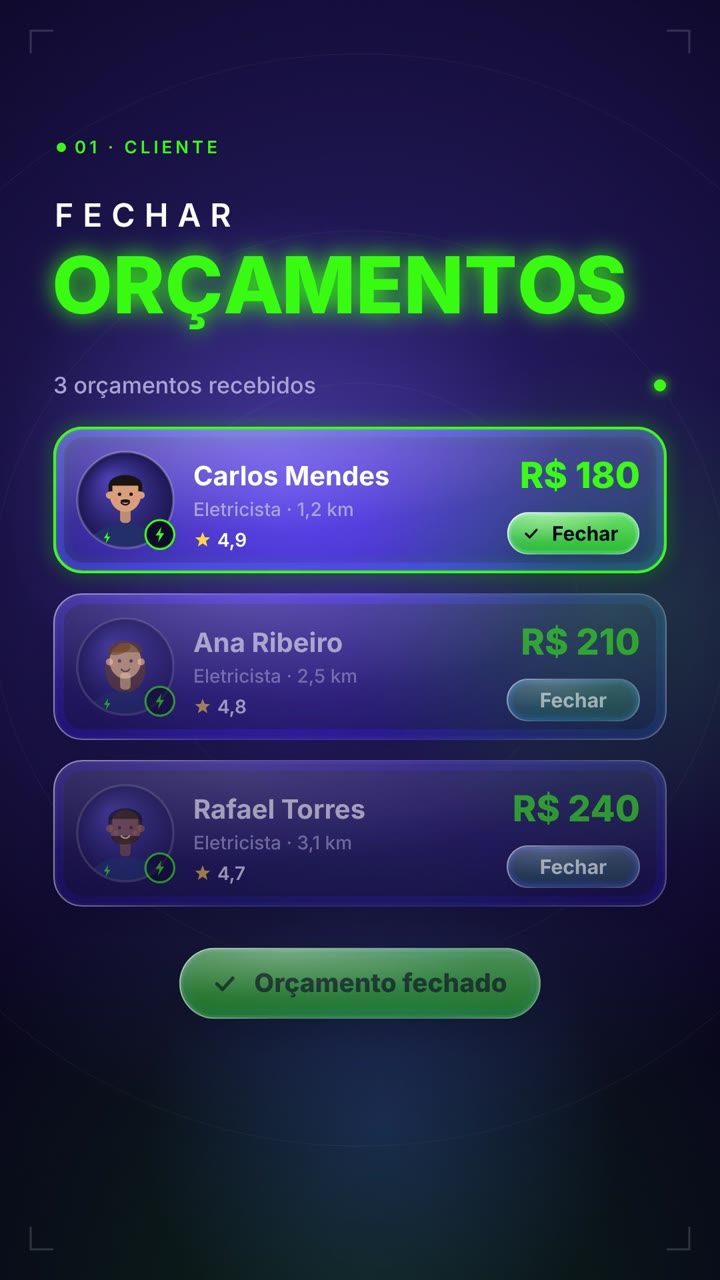 01 · CLIENTE
FECHAR
ORÇAMENTOS
3 orçamentos recebidos
Carlos Mendes
R$ 180
Eletricista · 1,2 km
4,9
Fechar
Ana Ribeiro
R$ 210
Eletricista · 2,5 km
4,8
Fechar
Rafael Torres
R$ 240
Eletricista · 3,1 km
4,7
Fechar
Orçamento fechado